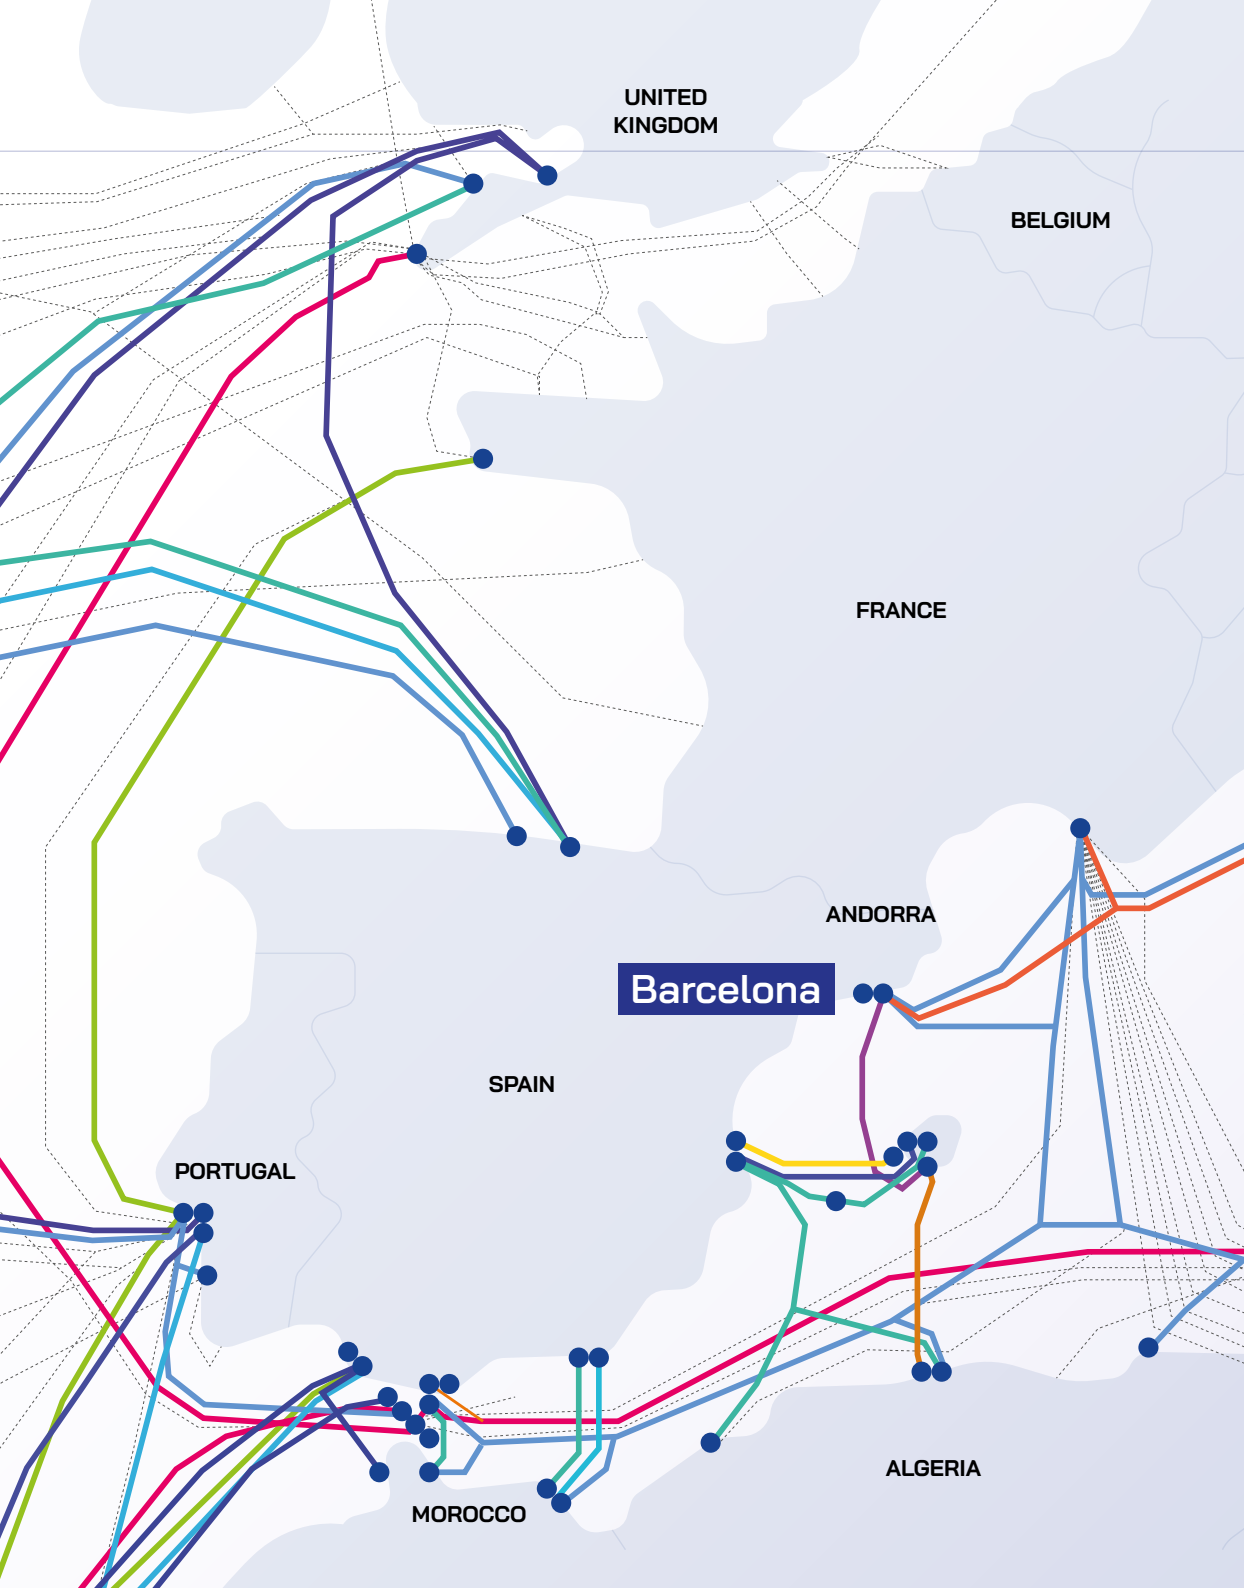 UNITED
KINGDOM
BELGIUM
FRANCE
ANDORRA
Barcelona
SPAIN
PORTUGAL
ALGERIA
MOROCCO